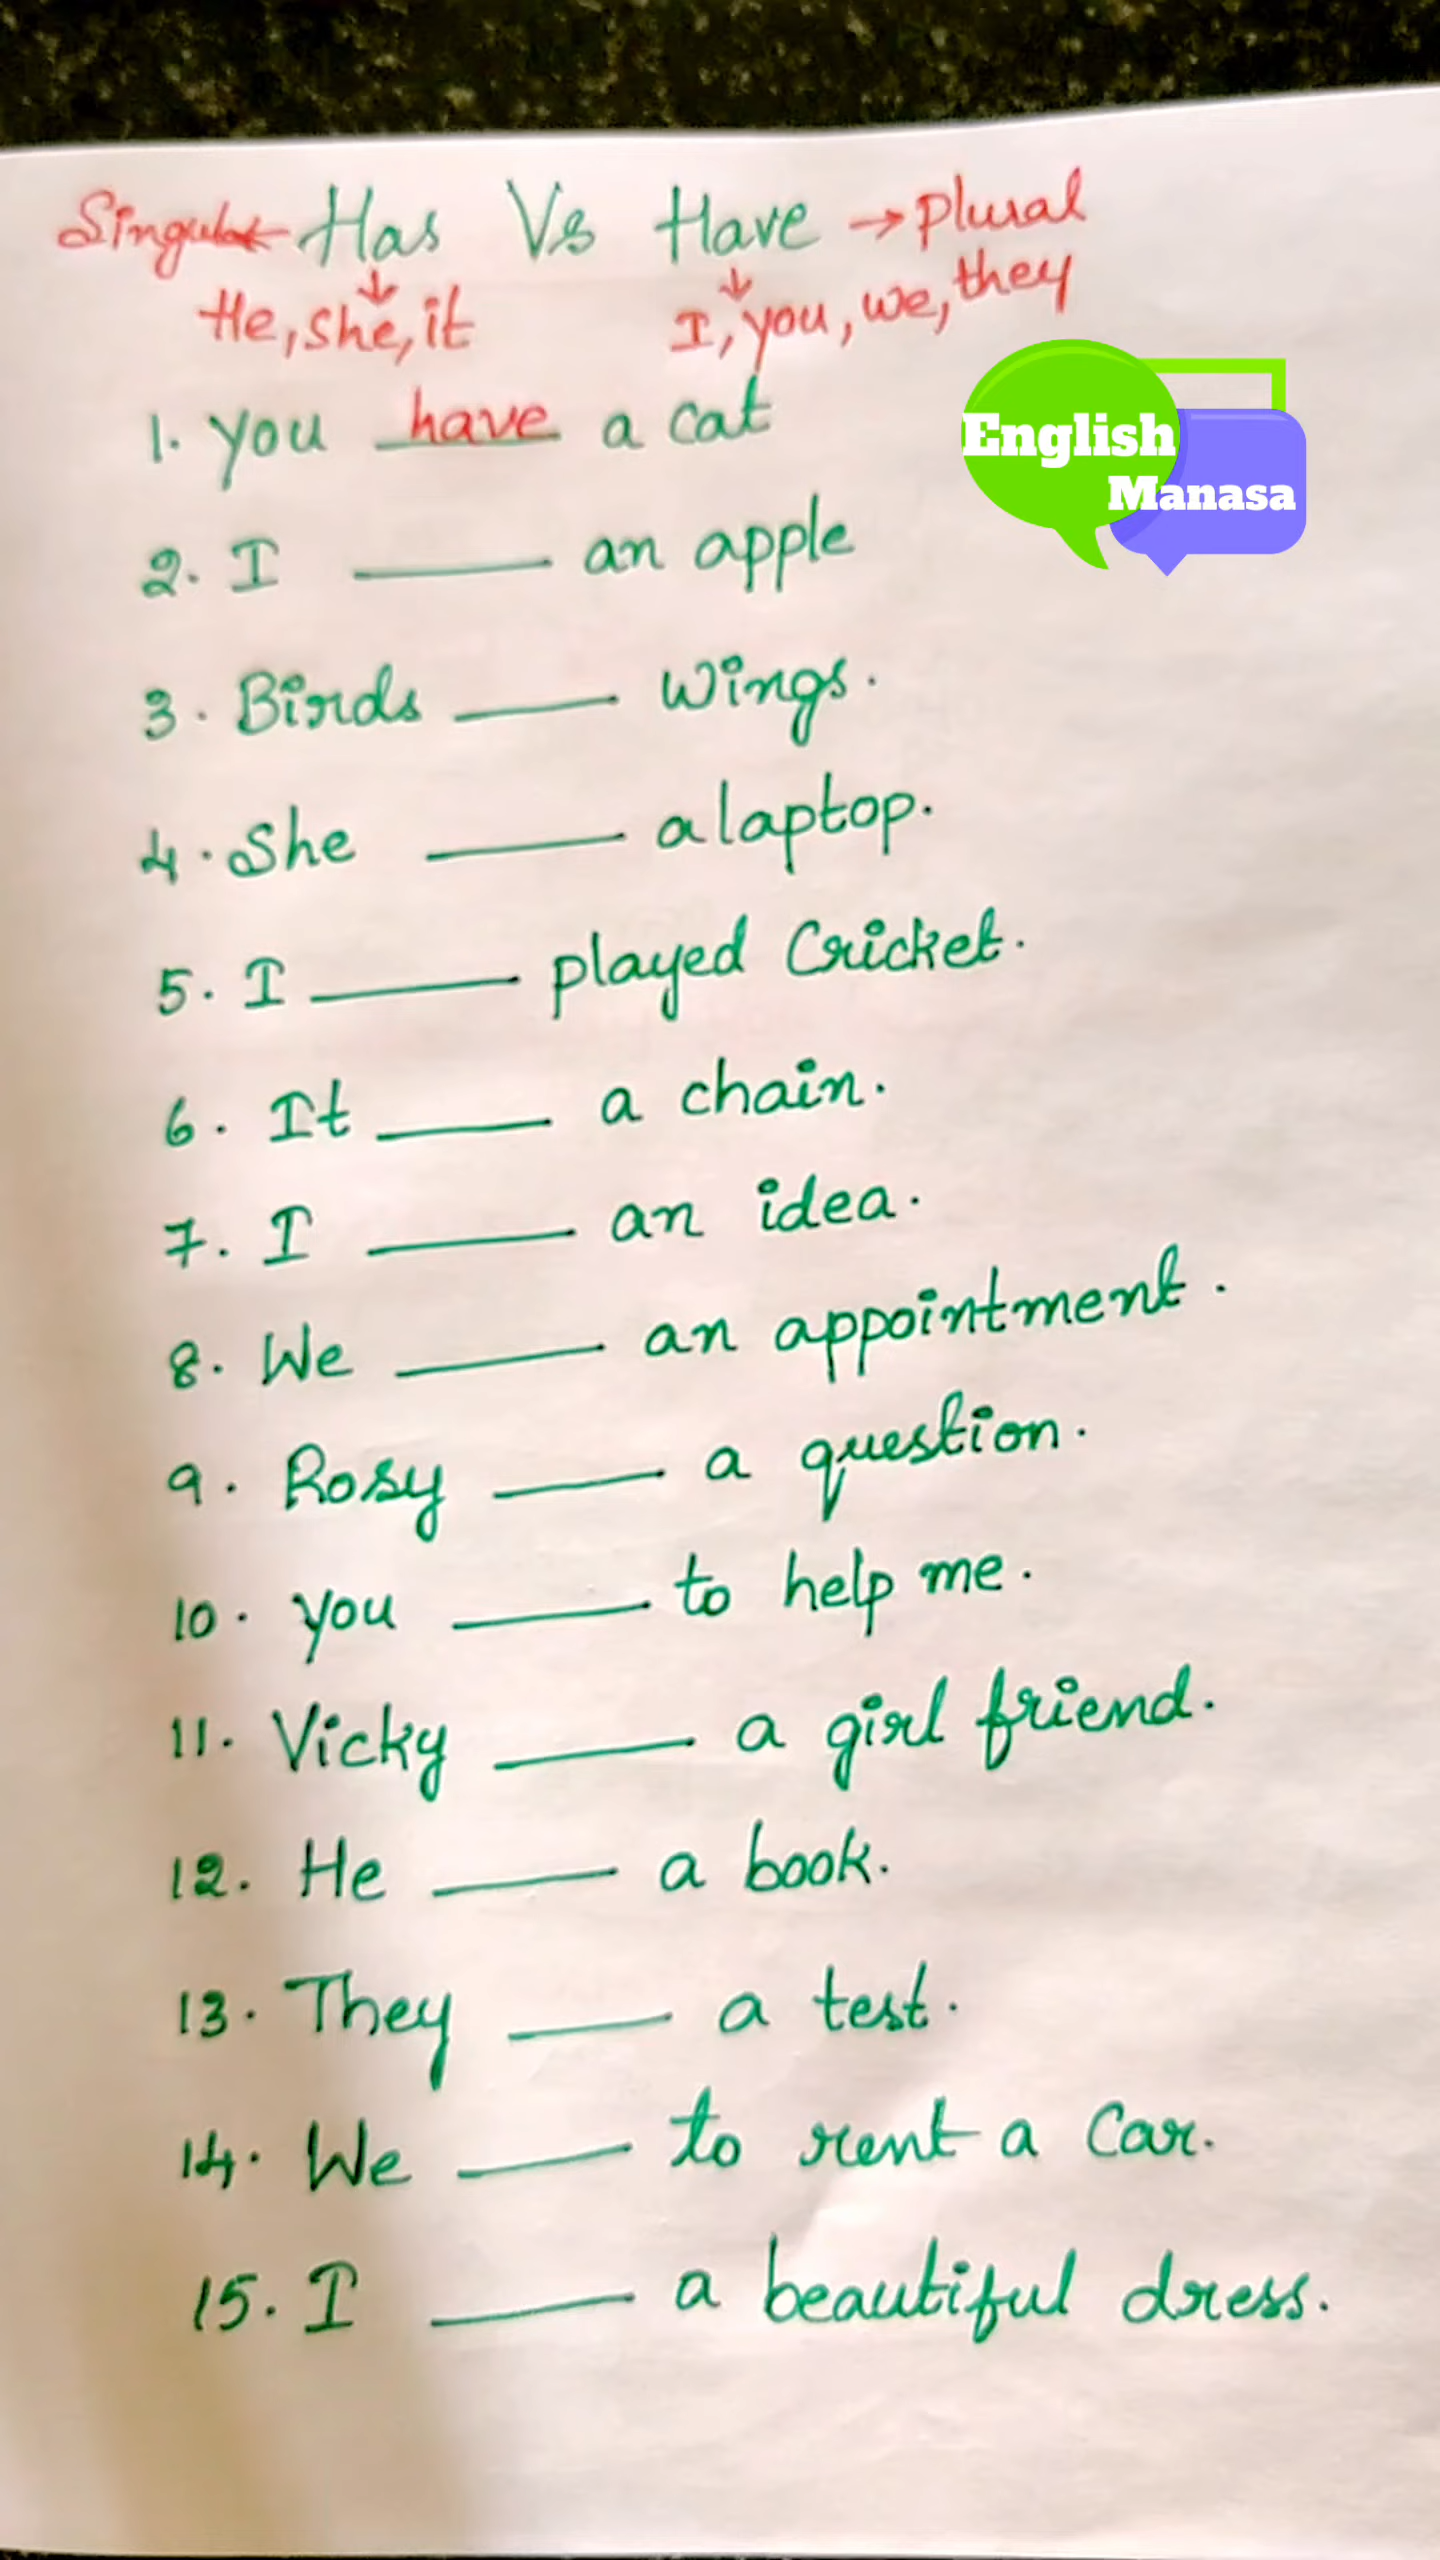 Singular ← Has Vs Have → plural
↓ ↓
He, she, it I, you, we, they
1. you have a cat
English
Manasa
2. I ____ an apple
3. Birds ____ wings.
4. She ____ a laptop.
5. I ____ played Cricket.
6. It ____ a chain.
7. I ____ an idea.
8. We ____ an appointment.
9. Rosy ____ a question.
10. you ____ to help me.
11. Vicky ____ a girl friend.
12. He ____ a book.
13. They ____ a test.
14. We ____ to rent a Car.
15. I ____ a beautiful dress.